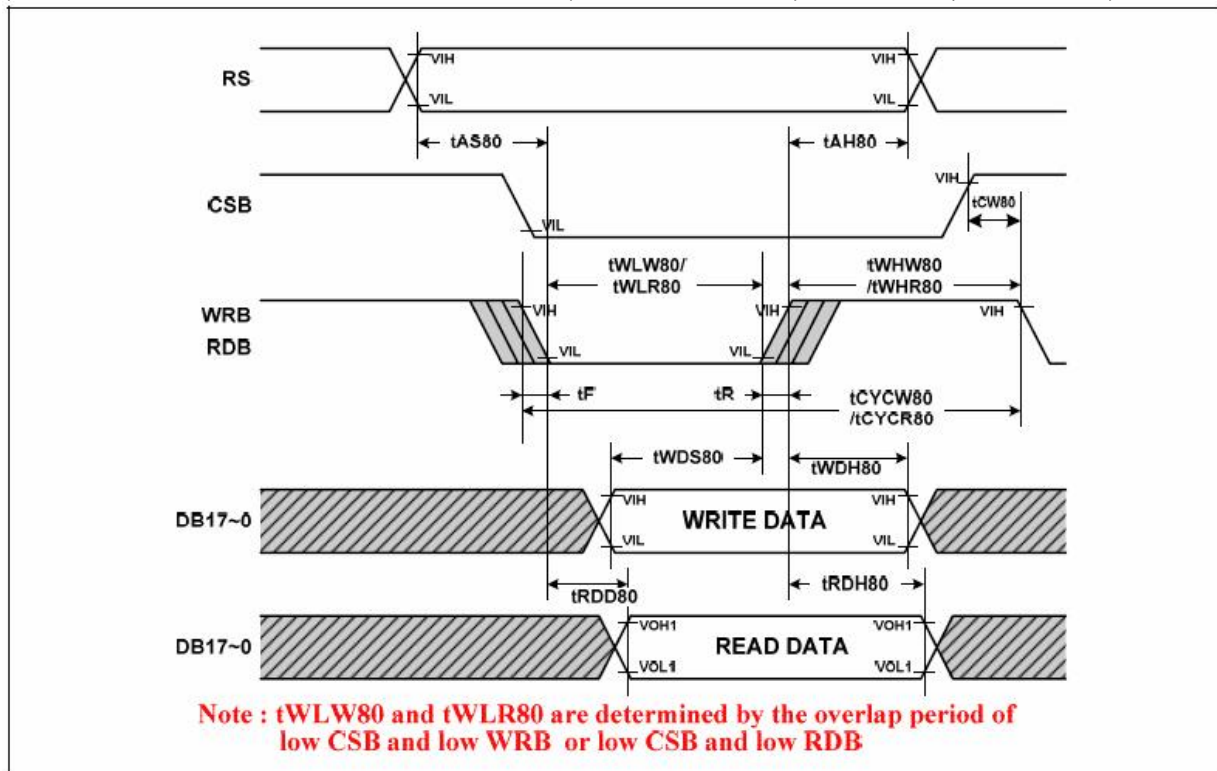 RS
VIH
VIH
VIL
VIL
tAS80
tAH80
CSB
VIH
tCW80
VIL
tWLW80/
tWLR80
tWHW80
/tWHR80
WRB
RDB
VIH
VIH
VIH
VIL
VIL
tF
tR
tCYCW80
/tCYCR80
tWDS80
tWDH80
DB17~0
VIH
WRITE DATA
VIH
VIL
VIL
tRDD80
tRDH80
DB17~0
VOH1
READ DATA
VOH1
VOL1
VOL1
Note : tWLW80 and tWLR80 are determined by the overlap period of
low CSB and low WRB or low CSB and low RDB